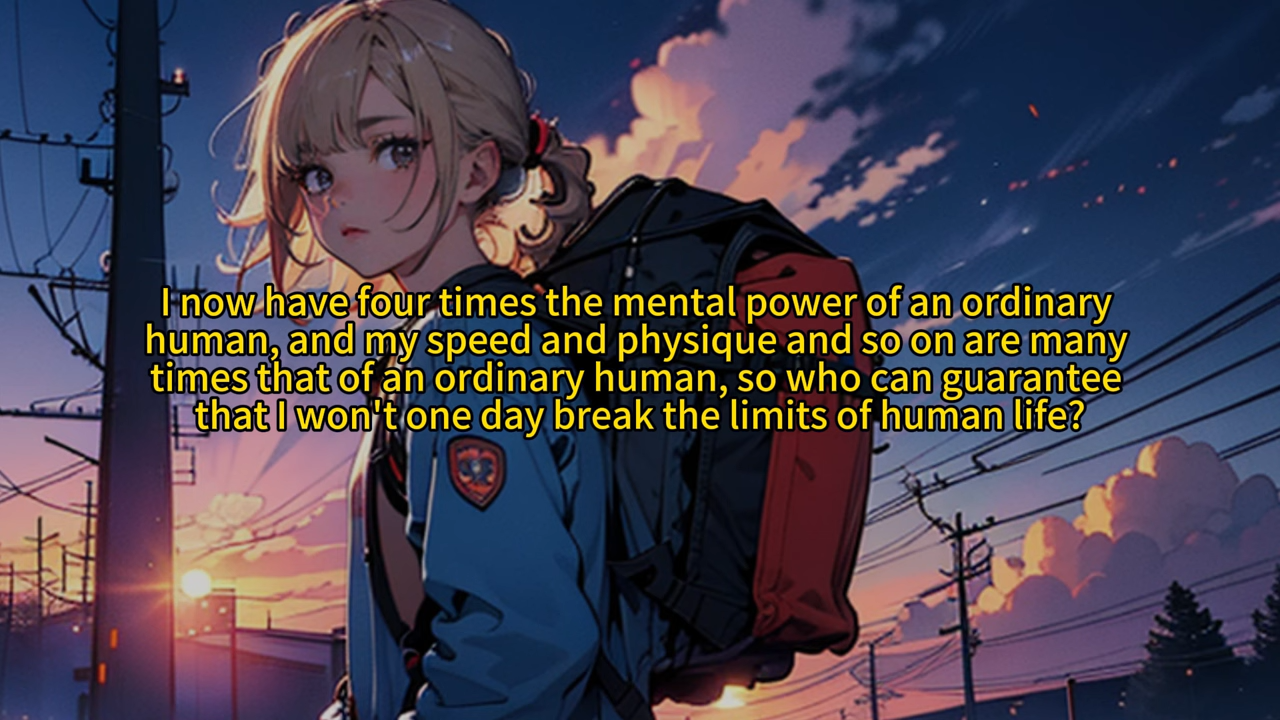 I now have four times the mental power of an ordinary
human, and my speed and physique and so on are many
times that of an ordinary human, so who can guarantee
that I won't one day break the limits of human life?